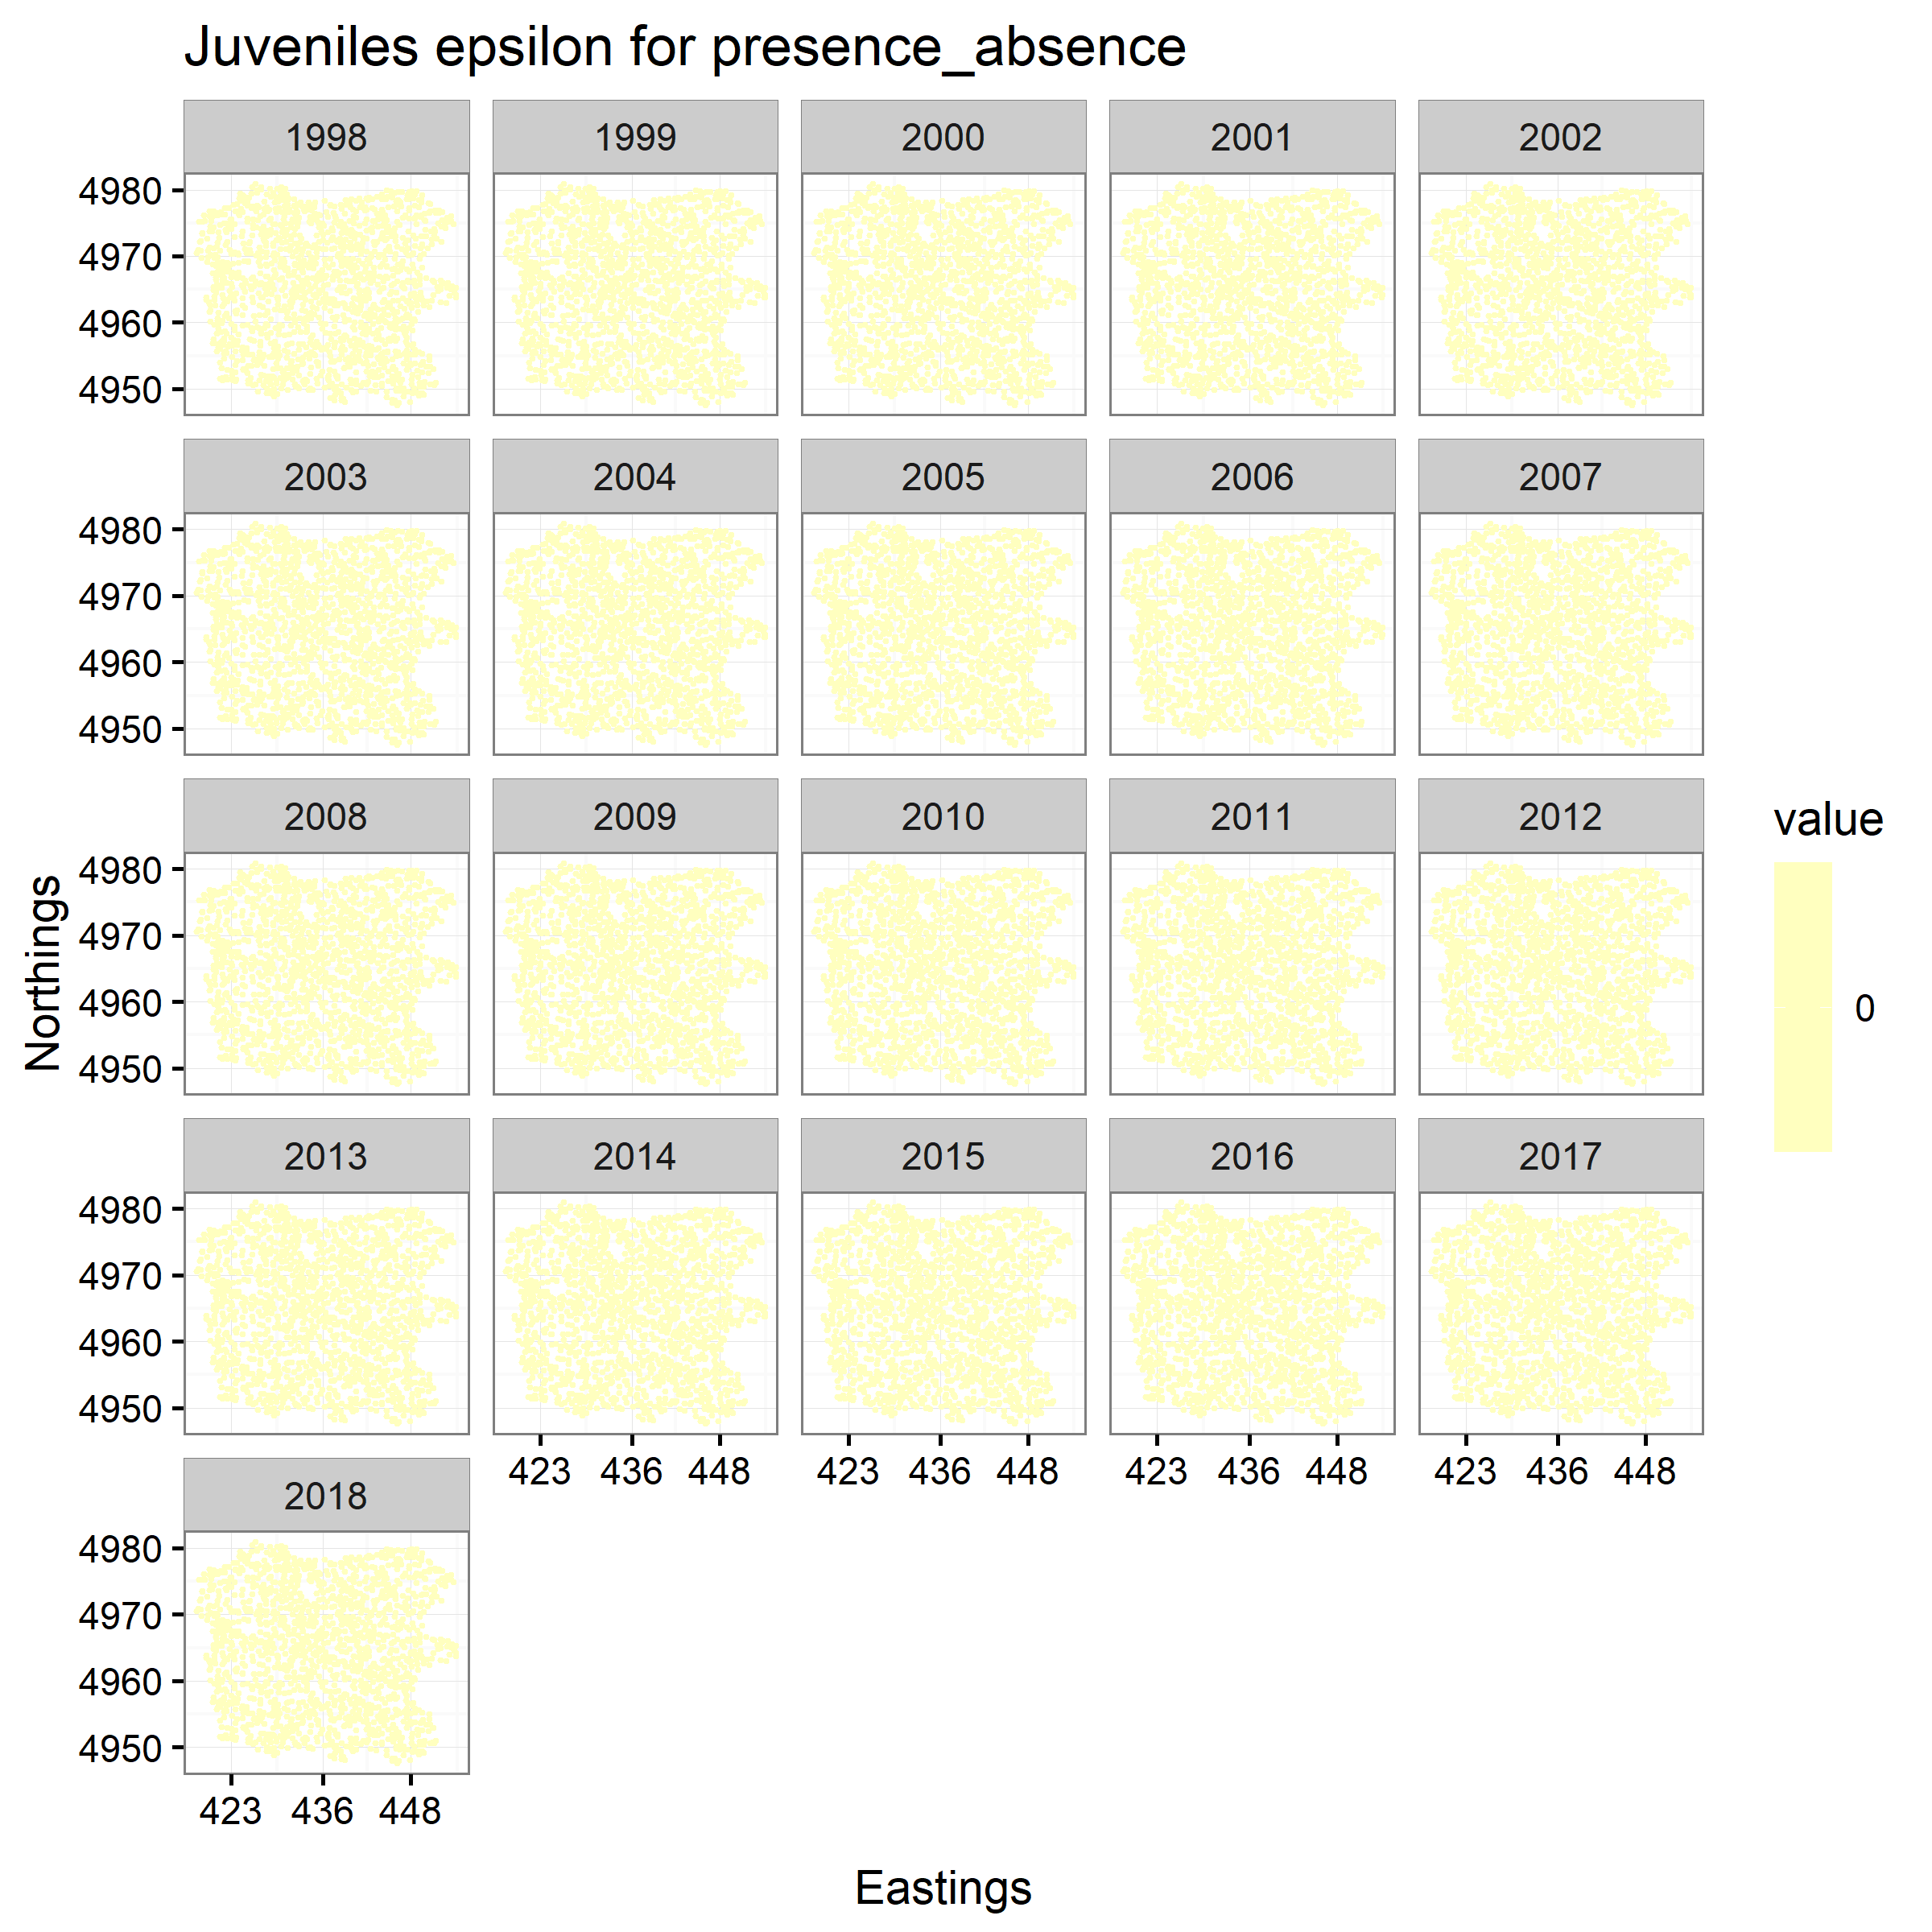 Juveniles epsilon for presence_absence
1998 1999 2000 2001 2002
4980
4970
4960
4950
2003 2004 2005 2006 2007
4980
4970
4960
4950
2008 2009 2010 2011 2012
value
4980
4970
4960
4950
0
Northings
2013 2014 2015 2016 2017
4980
4970
4960
4950
423 436 448 423 436 448 423 436 448 423 436 448
2018
4980
4970
4960
4950
423 436 448
Eastings